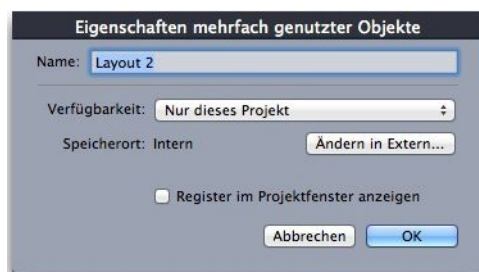 Eigenschaften mehrfach genutzter Objekte
Name: Layout 2
Verfügbarkeit: Nur dieses Projekt
Speicherort: Intern Ändern in Extern...
Register im Projektfenster anzeigen
Abbrechen OK